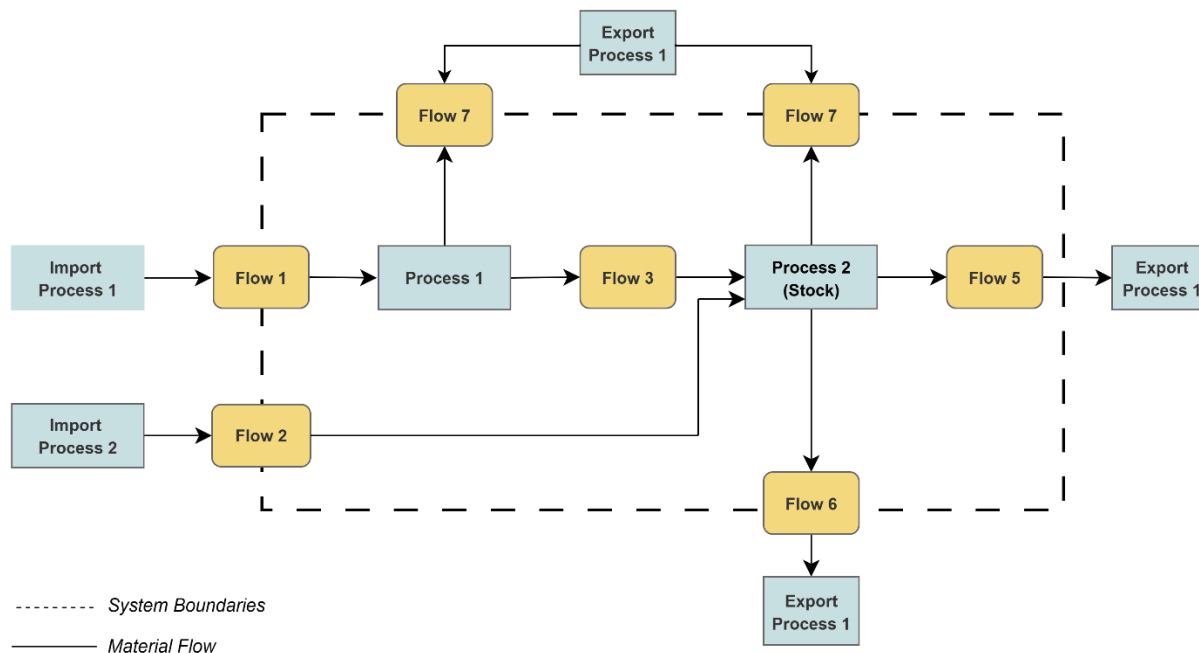 Export
Process 1
Flow 7
Flow 7
Import
Process 1
Flow 1
Process 1
Flow 3
Process 2
(Stock)
Flow 5
Export
Process 1
Import
Process 2
Flow 2
Flow 6
Export
Process 1
System Boundaries
Material Flow